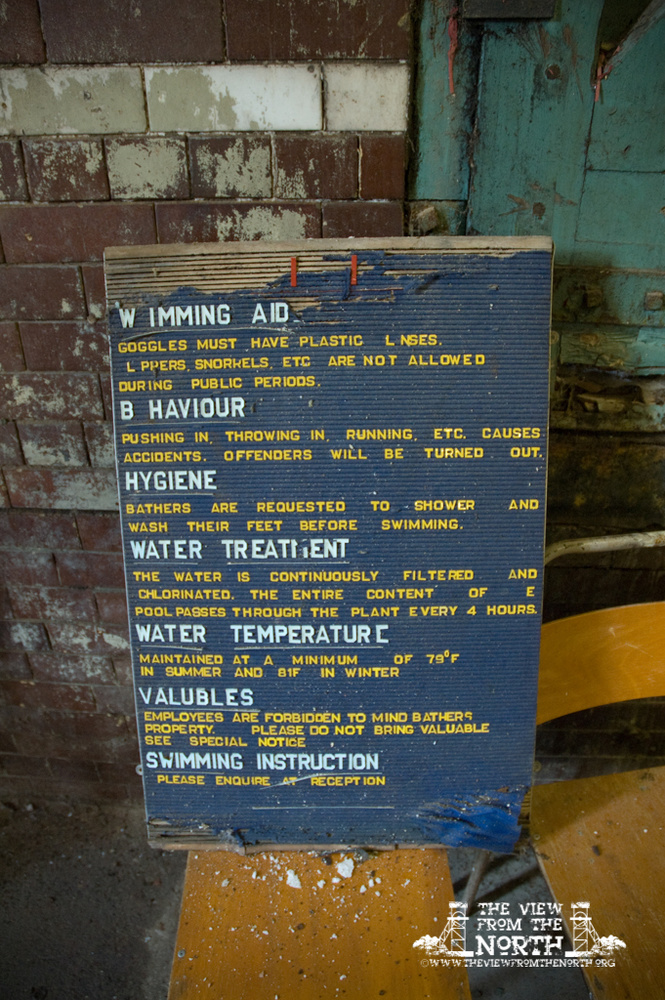 'W IMMING AID
GOGGLES MUST HAVE PLASTIC L NSES.
L PPERS, SNORKELS, ETC ARE NOT ALLOWED
DURING PUBLIC PERIODS.
B HAVIOUR
PUSHING IN, THROWING IN, RUNNING, ETC. CAUSES
ACCIDENTS. OFFENDERS WILL BE TURNED OUT.
HYGIENE
BATHERS ARE REQUESTED TO SHOWER AND
WASH THEIR FEET BEFORE SWIMMING.
WATER TREATMENT
THE WATER IS CONTINUOUSLY FILTERED AND
CHLORINATED. THE ENTIRE CONTENT OF E
POOL PASSES THROUGH THE PLANT EVERY 4 HOURS.
WATER TEMPERATURE
MAINTAINED AT A MINIMUM OF 79°F
IN SUMMER AND 81F IN WINTER
VALUBLES
EMPLOYEES ARE FORBIDDEN TO MIND BATHERS
PROPERTY. PLEASE DO NOT BRING VALUABLE
SEE SPECIAL NOTICE
SWIMMING INSTRUCTION
PLEASE ENQUIRE AT RECEPTION
THE VIEW
FROM THE
NORTH
©WWW.THEVIEWFROMTHENORTH.ORG